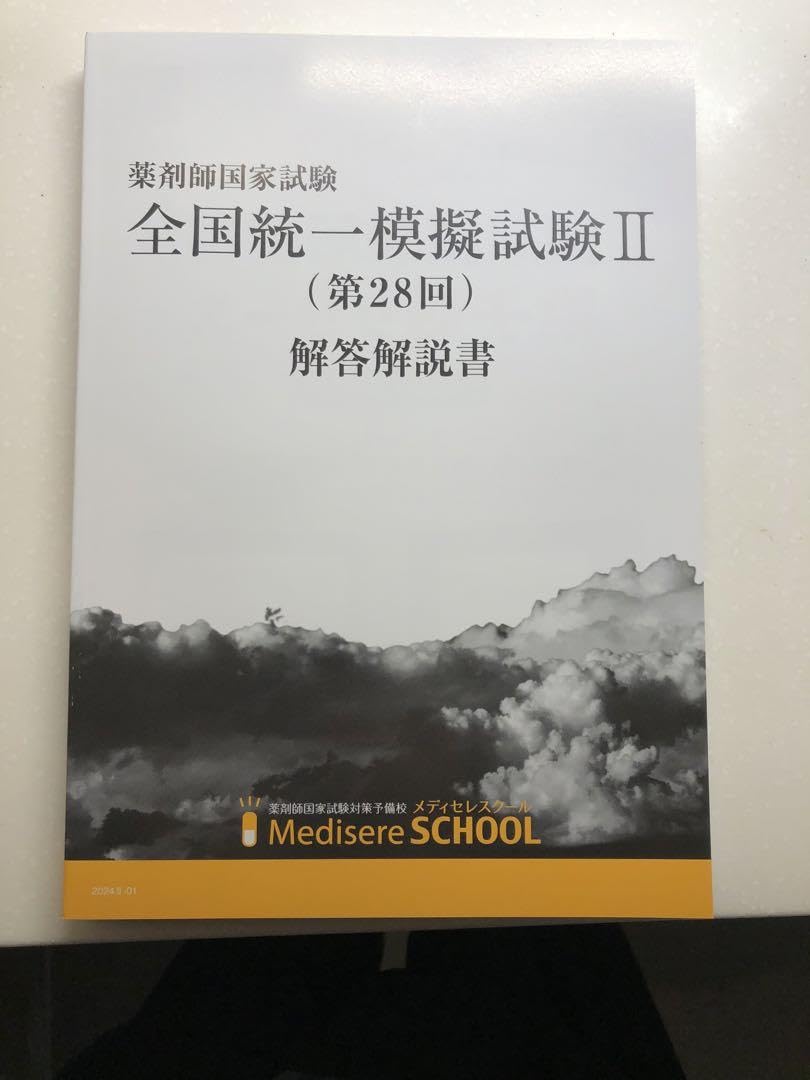 薬剤師国家試験
全国統一模擬試験Ⅱ
（第28回）
解答解説書
薬剤師国家試験対策予備校 メディセレスクール
Medisere SCHOOL